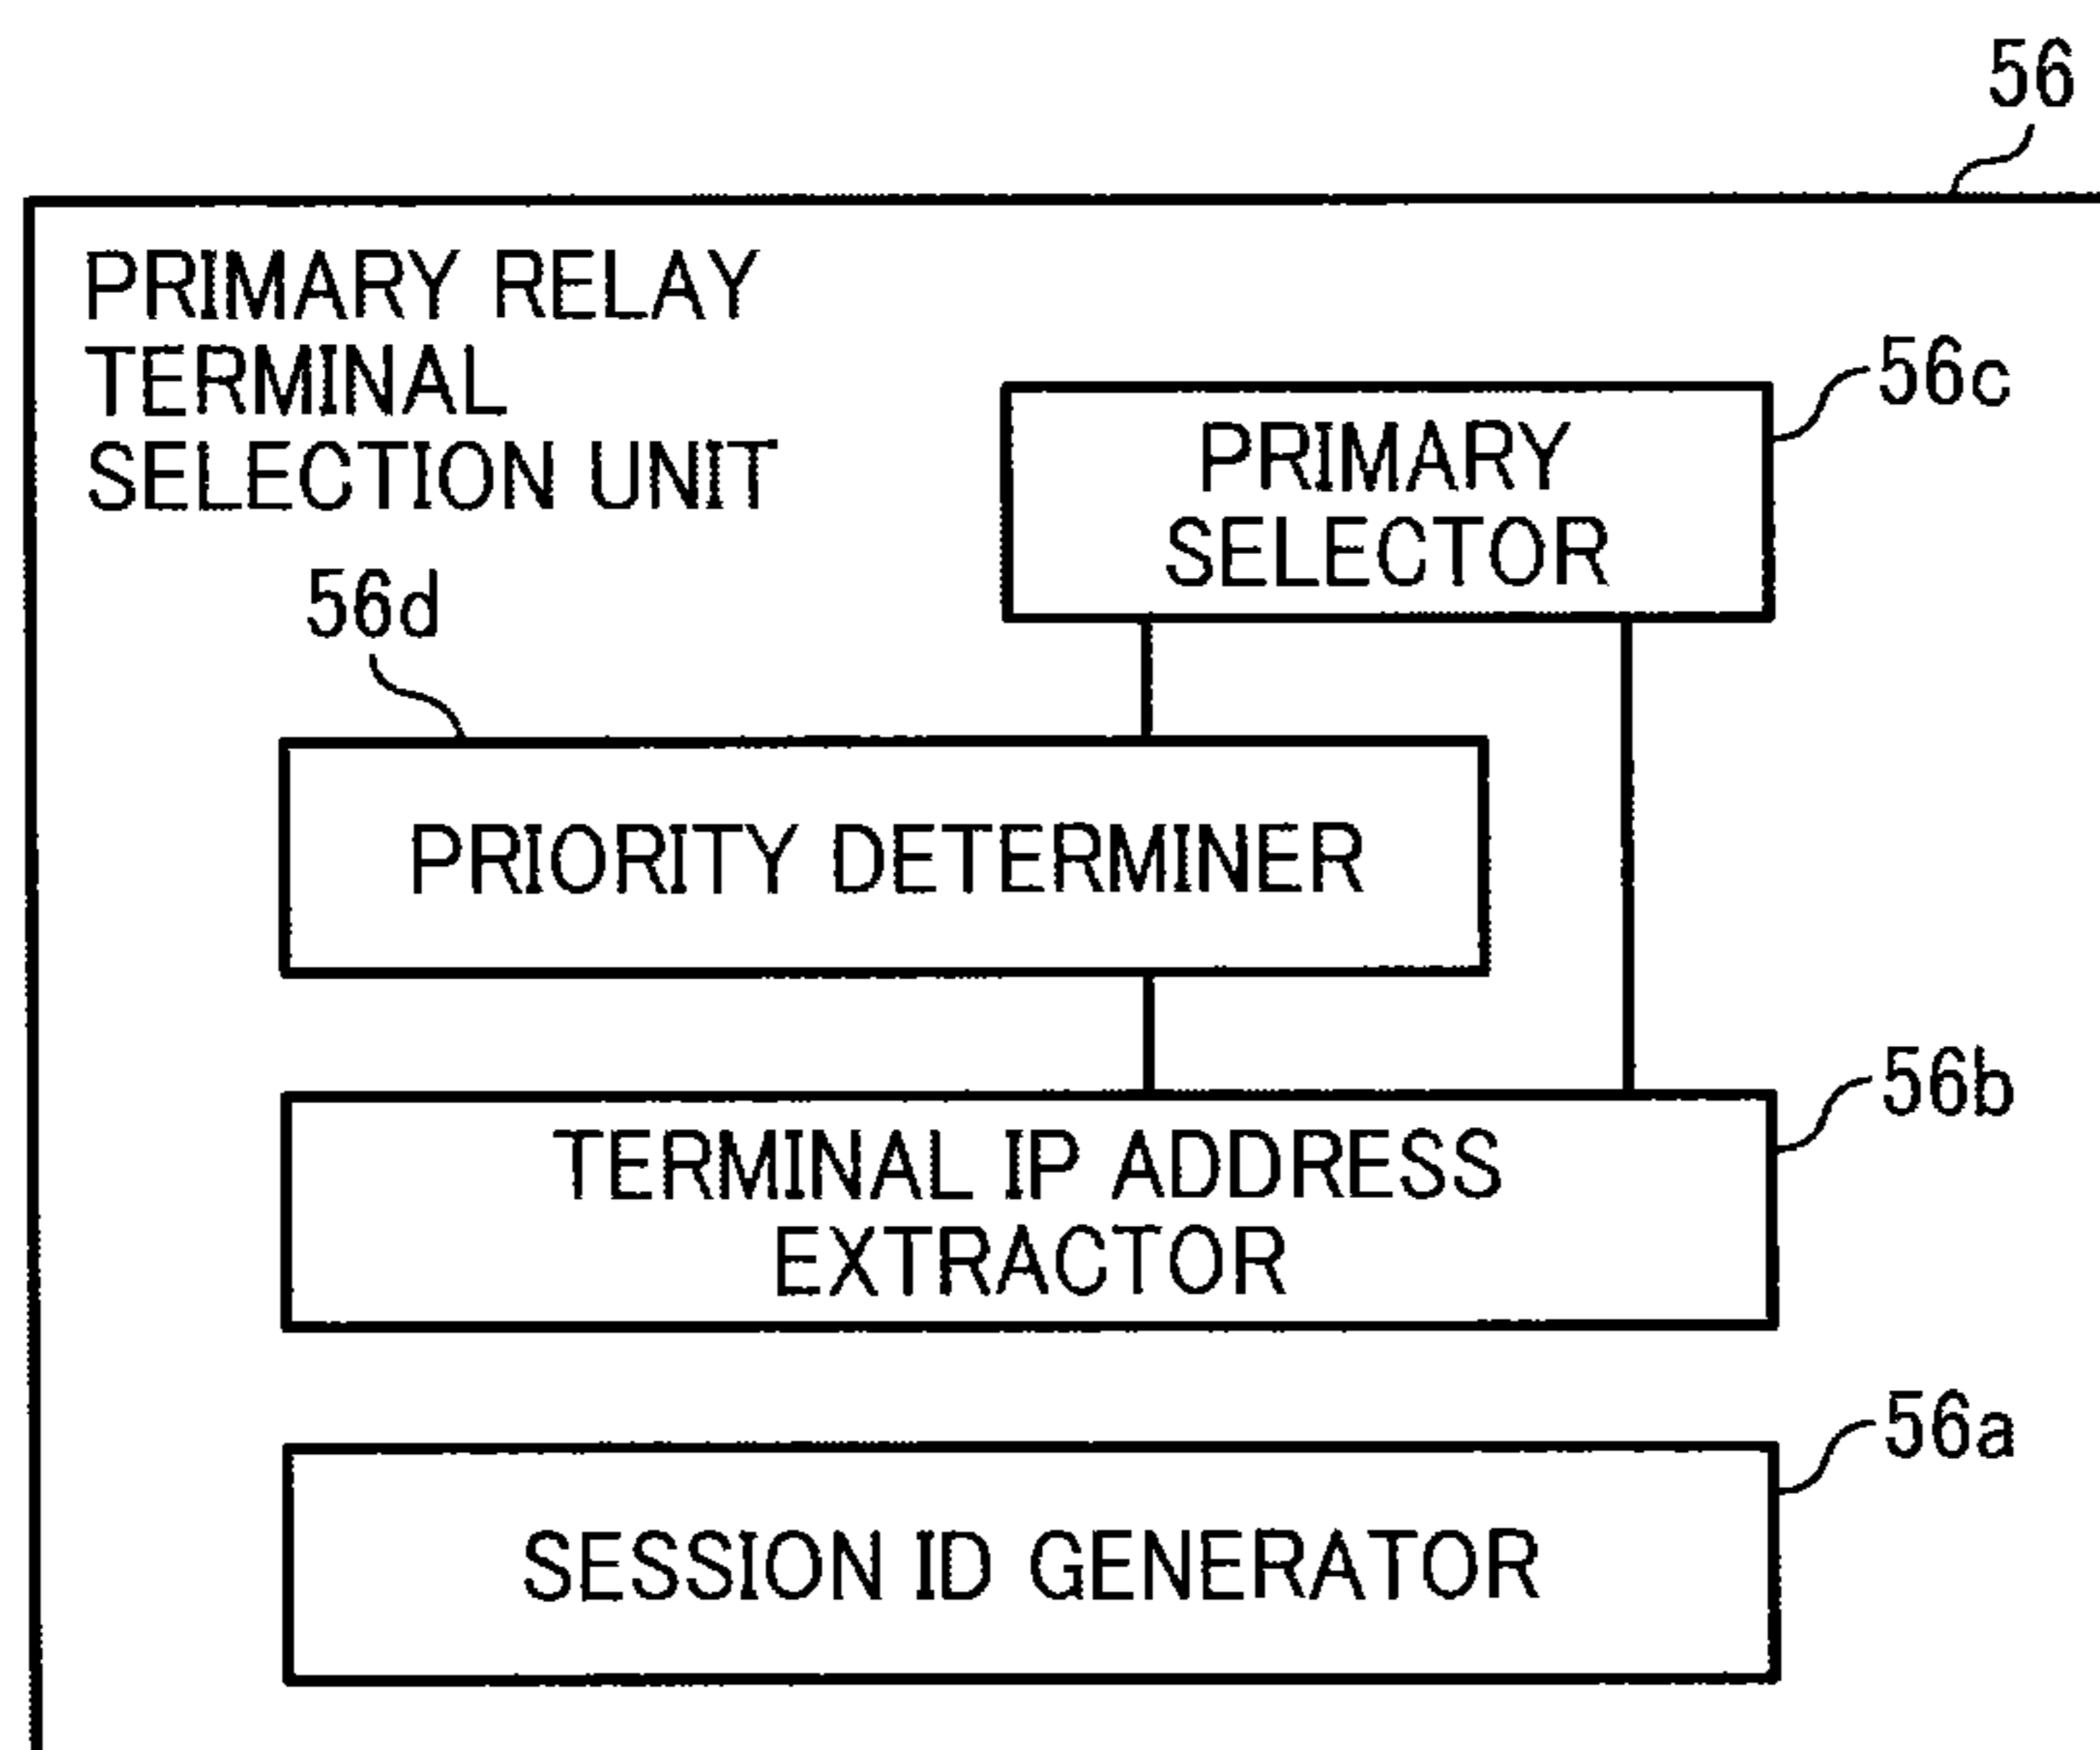 56
PRIMARY RELAY
TERMINAL
SELECTION UNIT
56c
PRIMARY
SELECTOR
56d
PRIORITY DETERMINER
56b
TERMINAL IP ADDRESS
EXTRACTOR
56a
SESSION ID GENERATOR